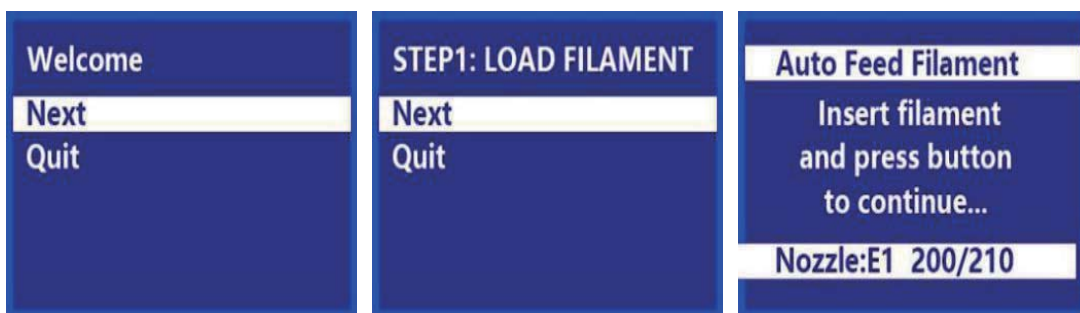 Welcome
Next
Quit
STEP1: LOAD FILAMENT
Next
Quit
Auto Feed Filament
Insert filament
and press button
to continue...
Nozzle:E1 200/210